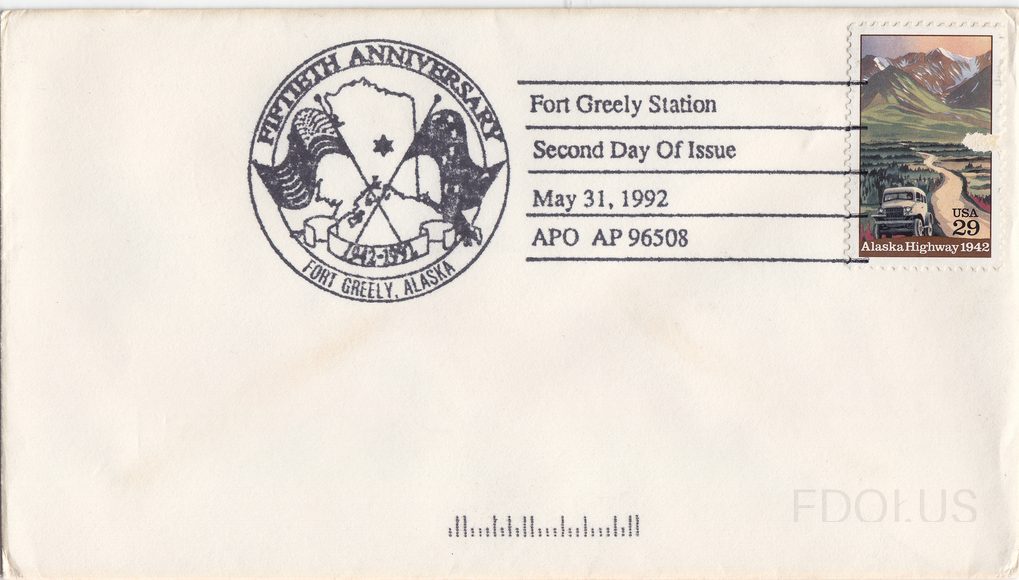 FIFTIETH ANNIVERSARY
1942-1992
FORT GREELY, ALASKA
Fort Greely Station
Second Day Of Issue
May 31, 1992
APO AP 96508
USA
29
Alaska Highway 1942
FDOI.US